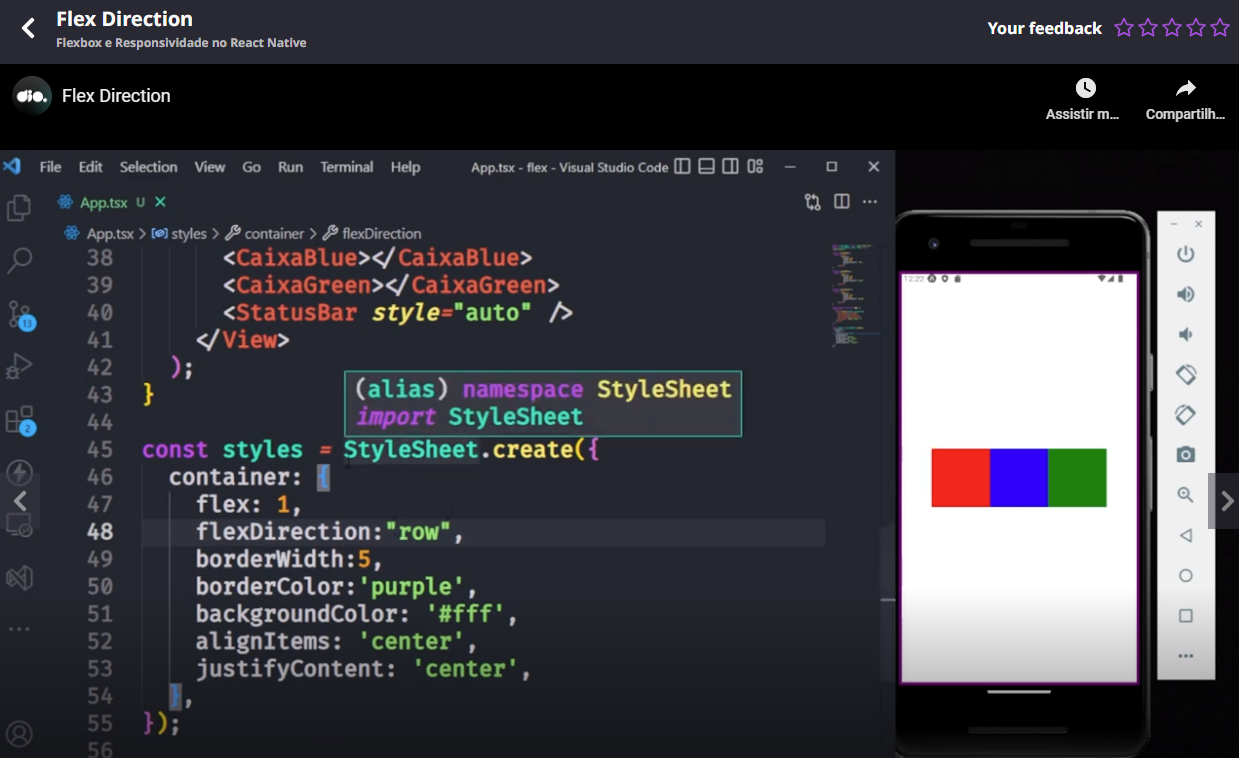 Flex Direction
Flexbox e Responsividade no React Native
Your feedback
dio.
Flex Direction
Assistir m...
Compartilh...
File Edit Selection View Go Run Terminal Help
App.tsx - flex - Visual Studio Code
App.tsx U
App.tsx > styles > container > flexDirection
38 <CaixaBlue></CaixaBlue>
39 <CaixaGreen></CaixaGreen>
40 <StatusBar style="auto" />
41 </View>
42 );
43 }
44
(alias) namespace StyleSheet
import StyleSheet
45 const styles = StyleSheet.create({
46 container: {
47 flex: 1,
48 flexDirection:"row",
49 borderWidth:5,
50 borderColor:'purple',
51 backgroundColor: '#fff',
52 alignItems: 'center',
53 justifyContent: 'center',
54 },
55 });
56
13
2
12:22